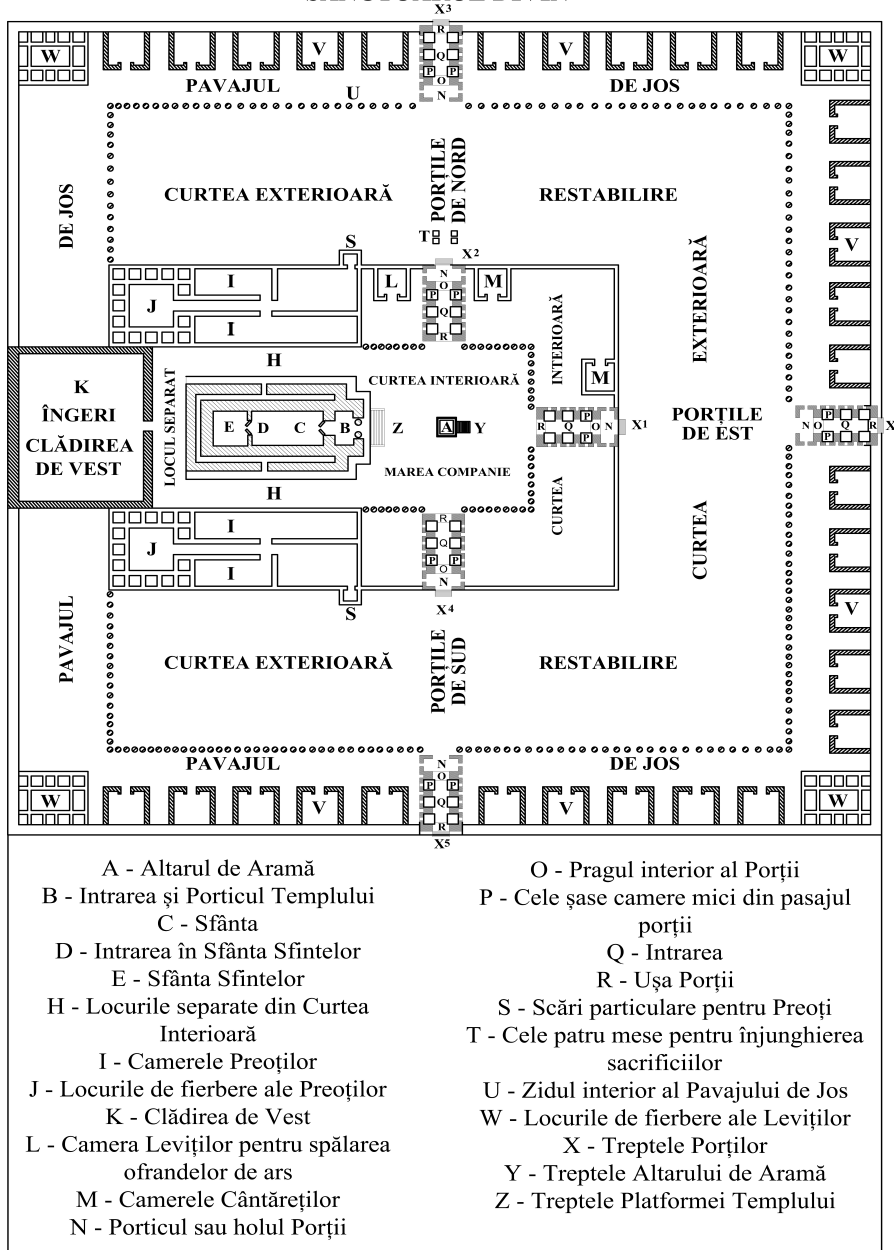 SANCTUARUL DIVIN
X3
R
W
V
Q
V
W
P P
O
PAVAJUL
DE JOS
U
N
DE JOS
CURTEA EXTERIOARĂ
PORȚILE
DE NORD
RESTABILIRE
T
V
S
X2
EXTERIOARĂ
I
L
N
M
O
J
P P
Q
I
R
INTERIOARĂ
H
M
K
ÎNGERI
CLĂDIREA
DE VEST
LOCUL SEPARAT
CURTEA INTERIOARĂ
E D C B Z A Y
P
R Q O N
P
X1
PORȚILE
DE EST
P
N O Q R
P
X
MAREA COMPANIE
H
CURTEA
I
R
J
Q
P P
I
O
N
CURTEA
S
X4
V
PAVAJUL
CURTEA EXTERIOARĂ
PORȚILE
DE SUD
RESTABILIRE
PAVAJUL
N
DE JOS
O
P P
W
V
Q
V
W
R
X5
A - Altarul de Aramă
B - Intrarea și Porticul Templului
C - Sfânta
D - Intrarea în Sfânta Sfintelor
E - Sfânta Sfintelor
H - Locurile separate din Curtea
Interioară
I - Camerele Preoților
J - Locurile de fierbere ale Preoților
K - Clădirea de Vest
L - Camera Leviților pentru spălarea
ofrandelor de ars
M - Camerele Cântăreților
N - Porticul sau holul Porții
O - Pragul interior al Porții
P - Cele șase camere mici din pasajul
porții
Q - Intrarea
R - Ușa Porții
S - Scări particulare pentru Preoți
T - Cele patru mese pentru înjunghierea
sacrificiilor
U - Zidul interior al Pavajului de Jos
W - Locurile de fierbere ale Leviților
X - Treptele Porților
Y - Treptele Altarului de Aramă
Z - Treptele Platformei Templului